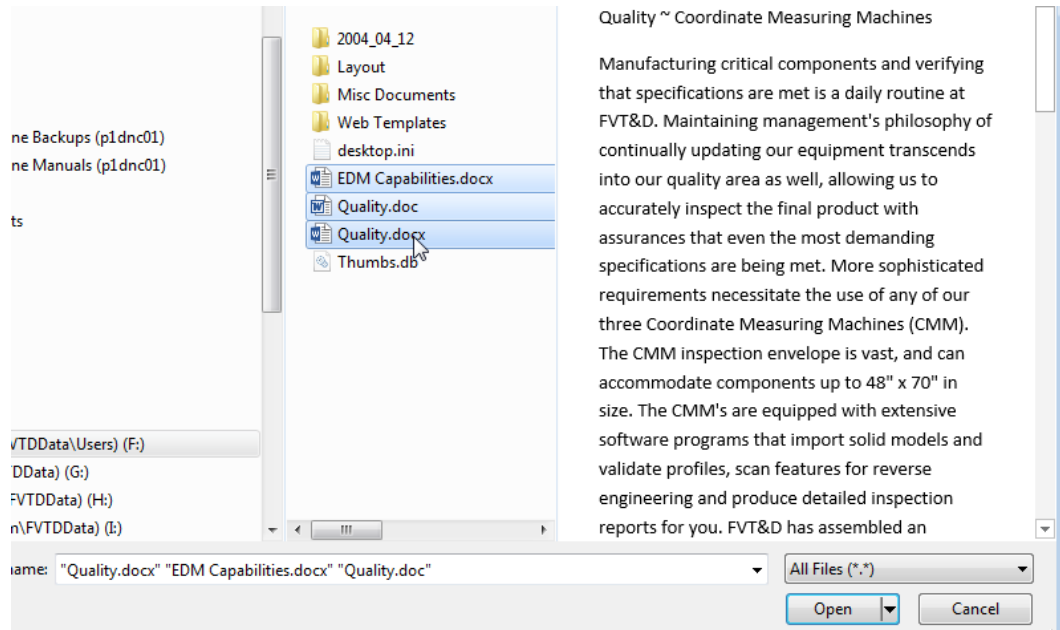 ne Backups (p1dnc01)
ne Manuals (p1dnc01)
ts
VTDData\Users) (F:)
DData) (G:)
FVTDData) (H:)
n\FVTDData) (I:)
2004_04_12
Layout
Misc Documents
Web Templates
desktop.ini
EDM Capabilities.docx
Quality.doc
Quality.docx
Thumbs.db
Quality ~ Coordinate Measuring Machines
Manufacturing critical components and verifying
that specifications are met is a daily routine at
FVT&D. Maintaining management's philosophy of
continually updating our equipment transcends
into our quality area as well, allowing us to
accurately inspect the final product with
assurances that even the most demanding
specifications are being met. More sophisticated
requirements necessitate the use of any of our
three Coordinate Measuring Machines (CMM).
The CMM inspection envelope is vast, and can
accommodate components up to 48" x 70" in
size. The CMM's are equipped with extensive
software programs that import solid models and
validate profiles, scan features for reverse
engineering and produce detailed inspection
reports for you. FVT&D has assembled an
name: "Quality.docx" "EDM Capabilities.docx" "Quality.doc"
All Files (*.*)
Open
Cancel